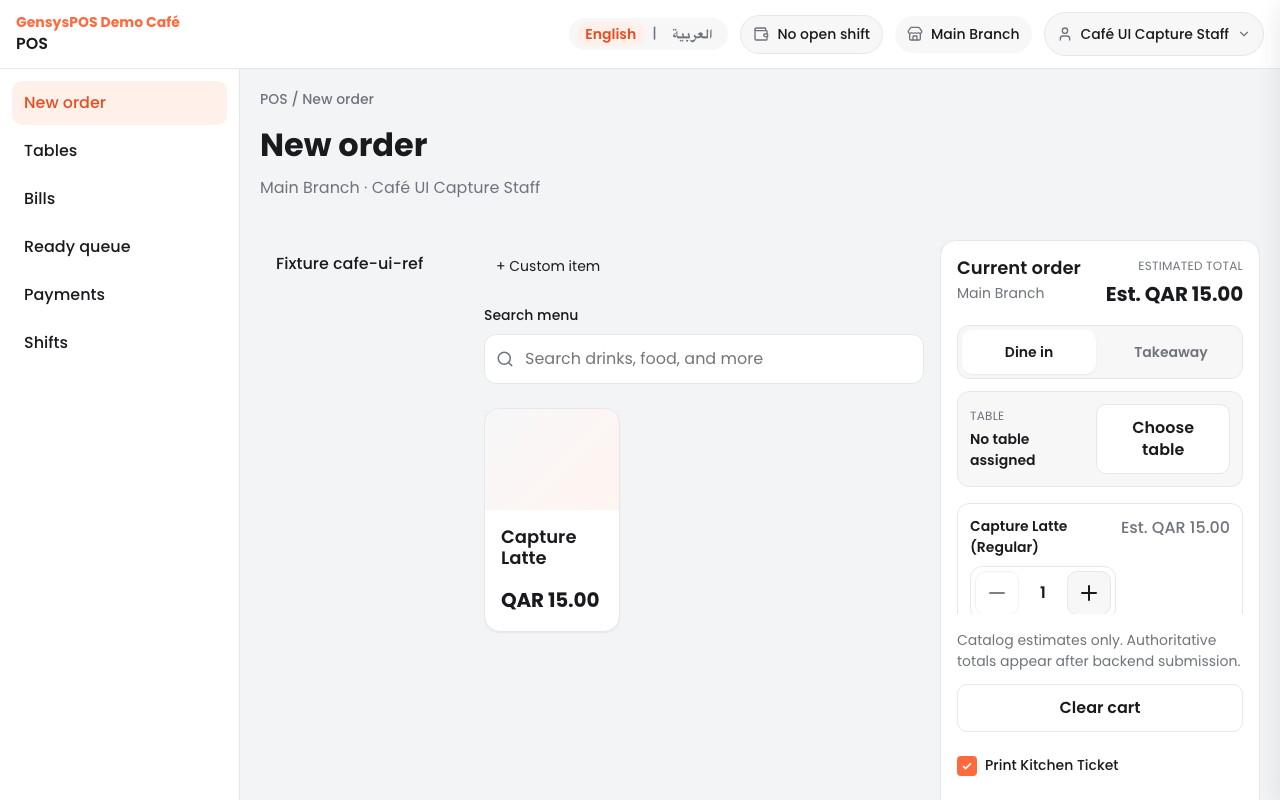 GensysPOS Demo Café
POS
English | العربية
No open shift
Main Branch
Café UI Capture Staff
New order
Tables
Bills
Ready queue
Payments
Shifts
POS / New order
New order
Main Branch · Café UI Capture Staff
Fixture cafe-ui-ref
+ Custom item
Search menu
Search drinks, food, and more
Capture
Latte
QAR 15.00
Current order
ESTIMATED TOTAL
Main Branch
Est. QAR 15.00
Dine in
Takeaway
TABLE
No table
assigned
Choose
table
Capture Latte
(Regular)
Est. QAR 15.00
1
Catalog estimates only. Authoritative
totals appear after backend submission.
Clear cart
Print Kitchen Ticket